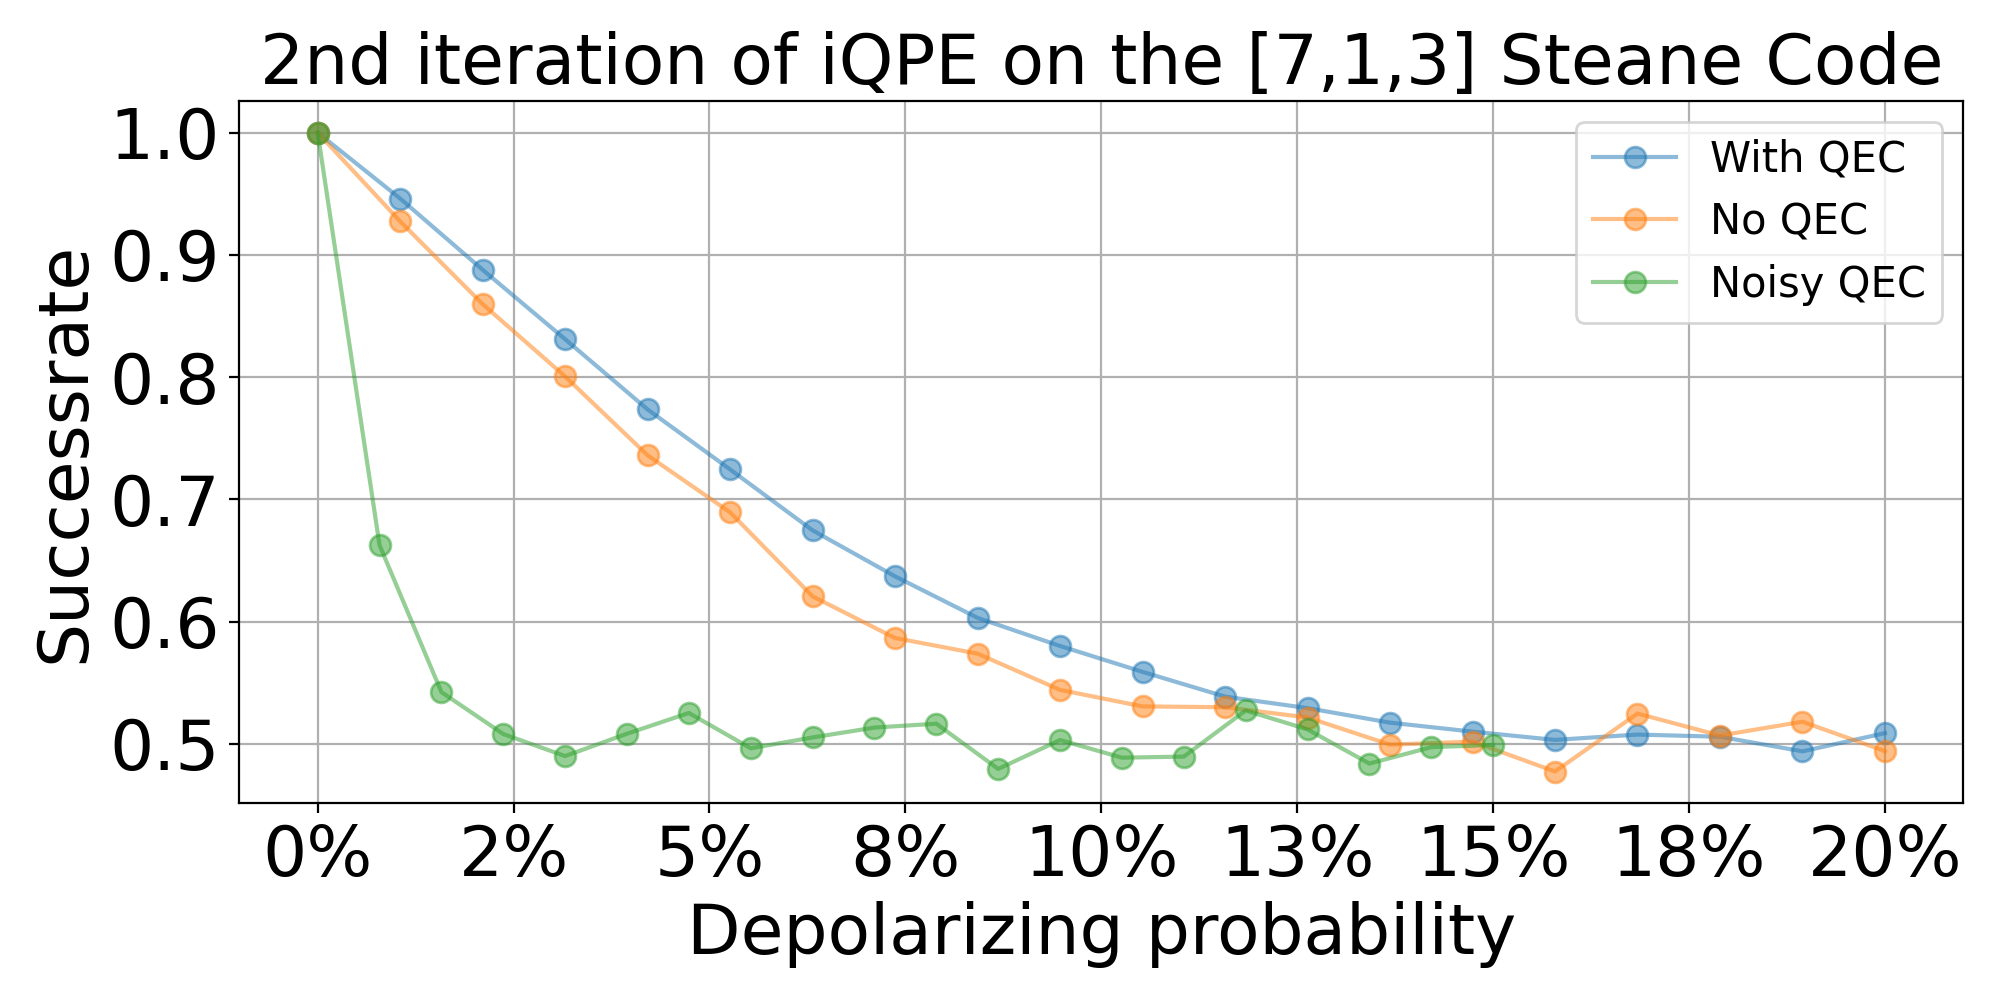 2nd iteration of iQPE on the [7,1,3] Steane Code
With QEC
No QEC
Noisy QEC
Successrate
1.0
0.9
0.8
0.7
0.6
0.5
0% 2% 5% 8% 10% 13% 15% 18% 20%
Depolarizing probability